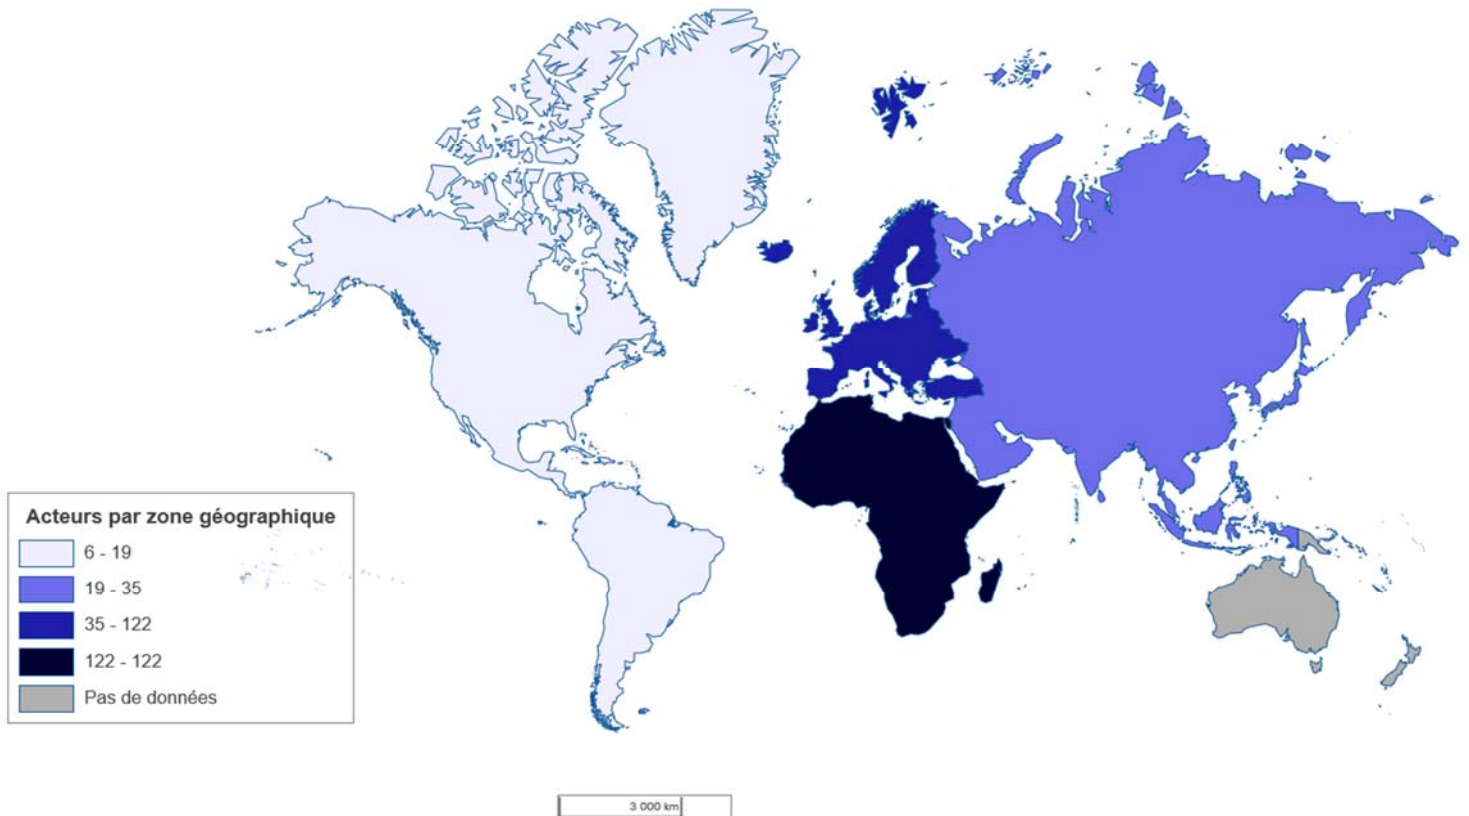 Acteurs par zone géographique
6 - 19
19 - 35
35 - 122
122 - 122
Pas de données
3 000 km